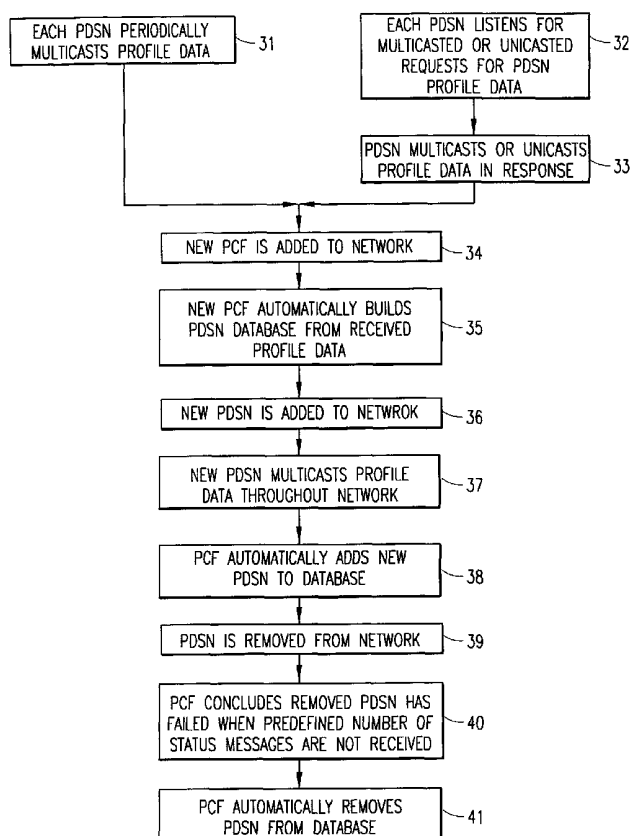 EACH PDSN PERIODICALLY
MULTICASTS PROFILE DATA
31
EACH PDSN LISTENS FOR
MULTICASTED OR UNICASTED
REQUESTS FOR PDSN
PROFILE DATA
32
PDSN MULTICASTS OR UNICASTS
PROFILE DATA IN RESPONSE
33
NEW PCF IS ADDED TO NETWORK
34
NEW PCF AUTOMATICALLY BUILDS
PDSN DATABASE FROM RECEIVED
PROFILE DATA
35
NEW PDSN IS ADDED TO NETWROK
36
NEW PDSN MULTICASTS PROFILE
DATA THROUGHOUT NETWORK
37
PCF AUTOMATICALLY ADDS NEW
PDSN TO DATABASE
38
PDSN IS REMOVED FROM NETWORK
39
PCF CONCLUDES REMOVED PDSN HAS
FAILED WHEN PREDEFINED NUMBER OF
STATUS MESSAGES ARE NOT RECEIVED
40
PCF AUTOMATICALLY REMOVES
PDSN FROM DATABASE
41